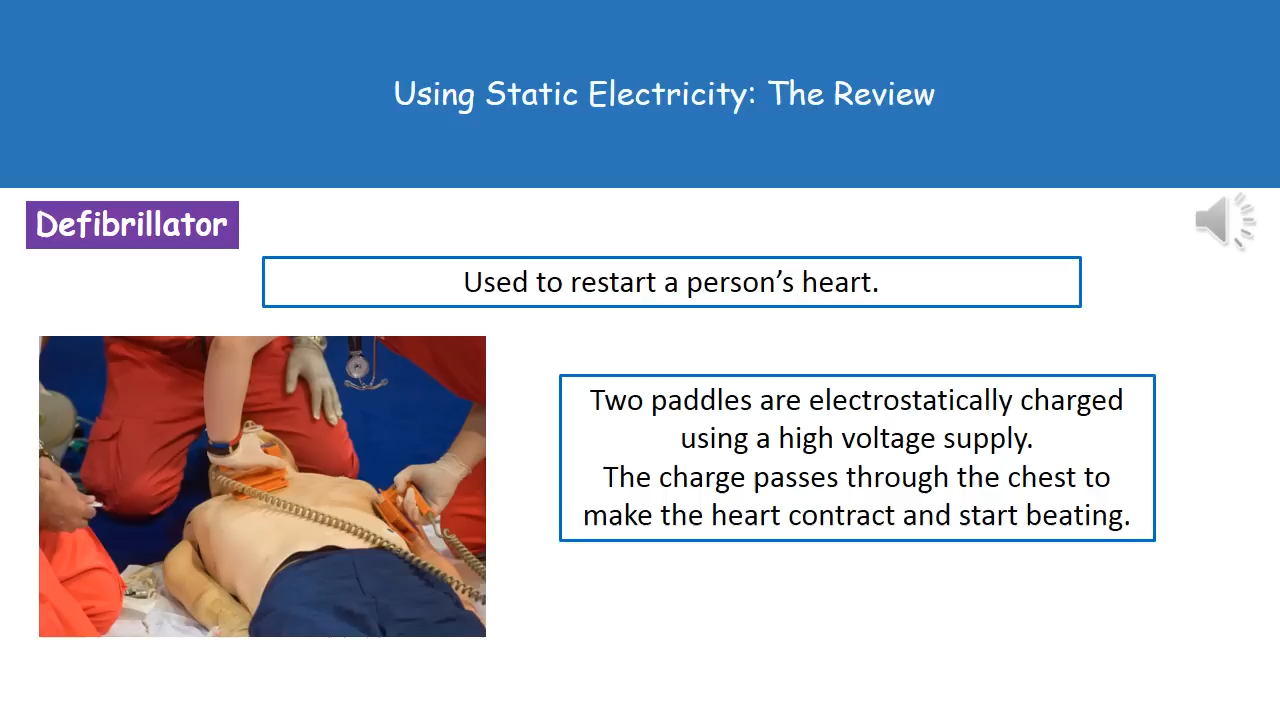 Using Static Electricity: The Review
Defibrillator
Used to restart a person’s heart.
Two paddles are electrostatically charged
using a high voltage supply.
The charge passes through the chest to
make the heart contract and start beating.